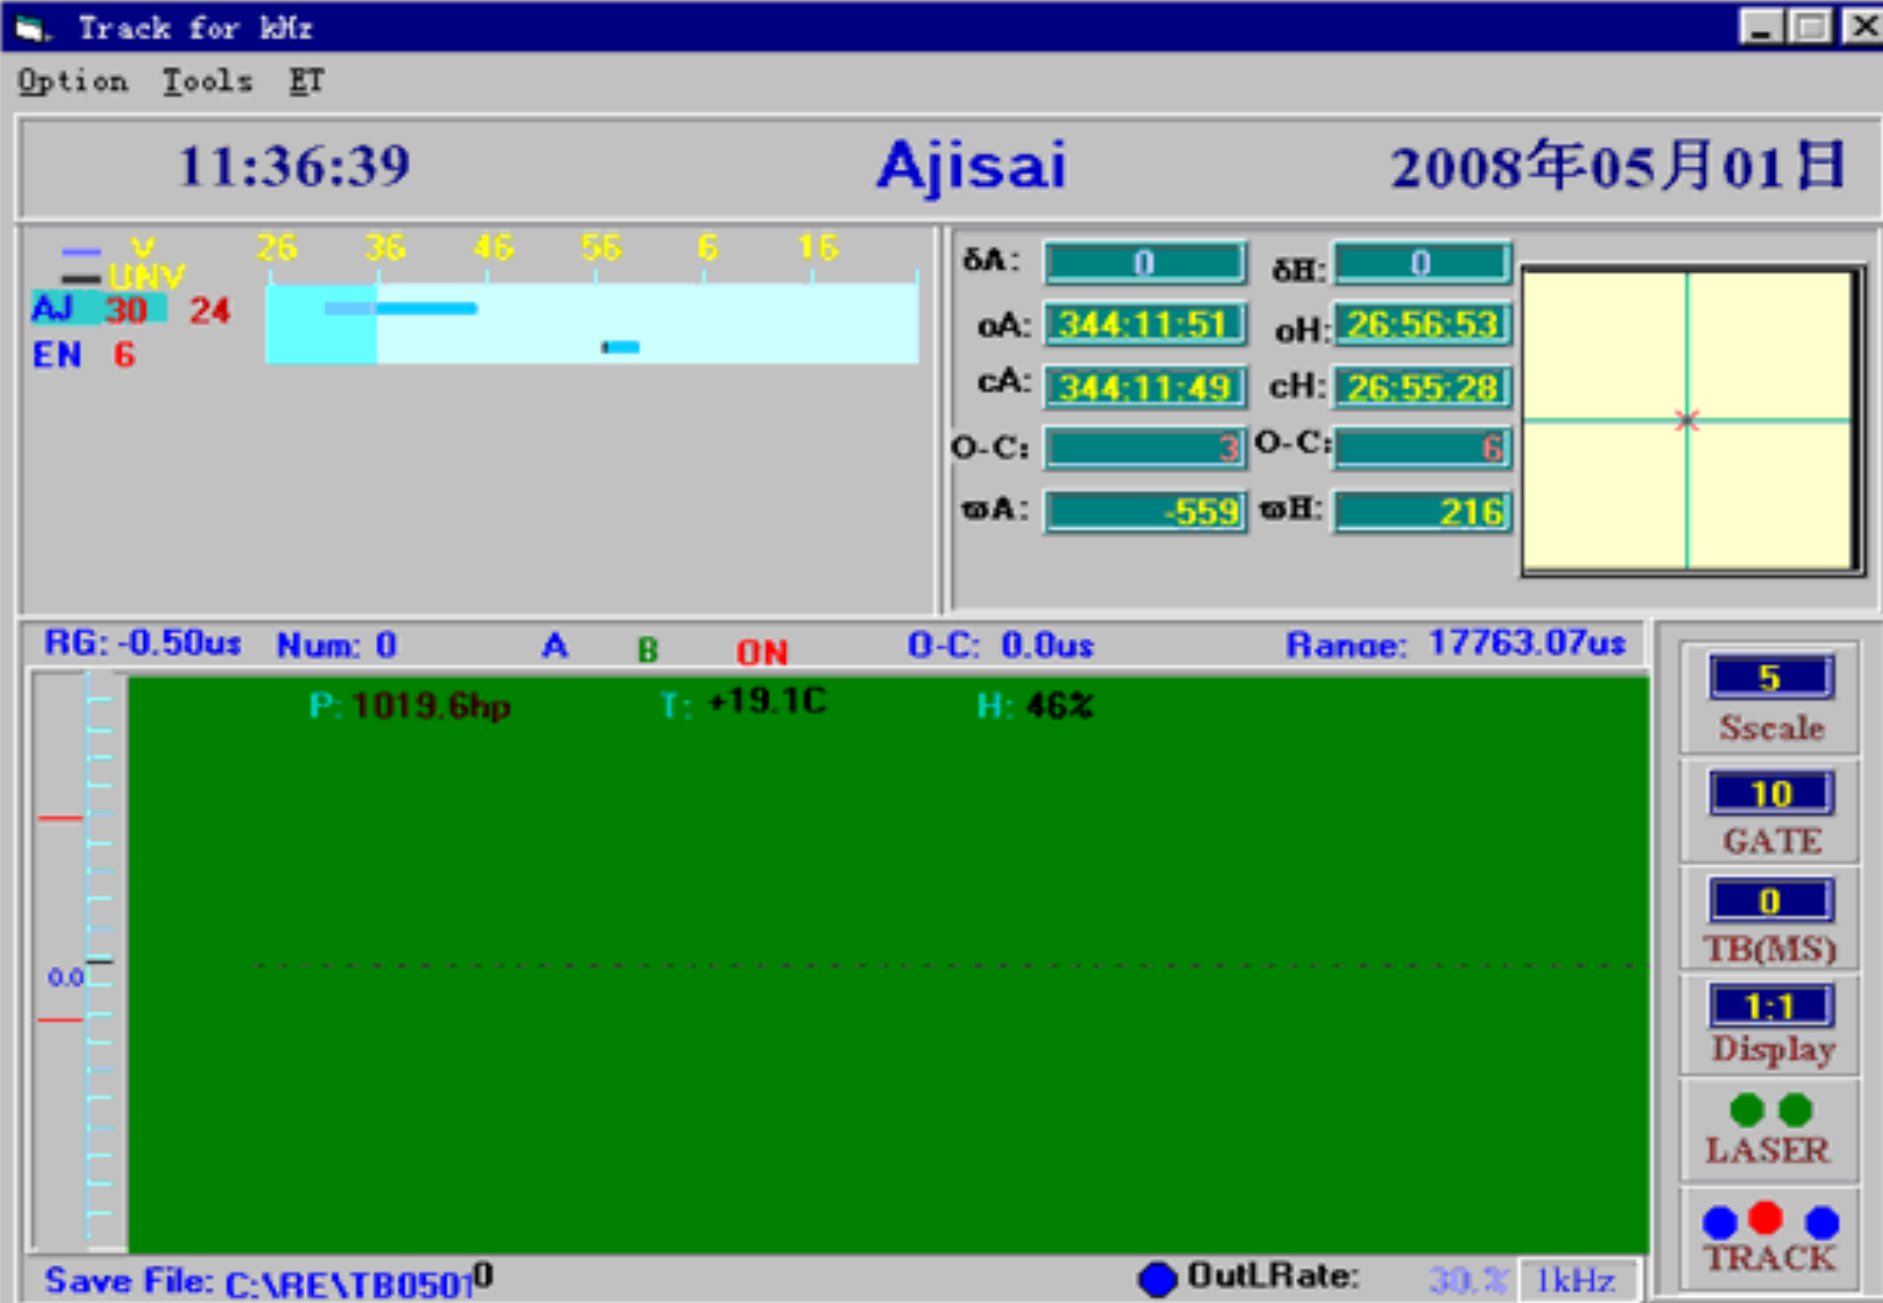 Track for kHz
Option Tools ET
11:36:39 Ajisai 2008年05月01日
V 26 36 46 56 6 16
UNV
AJ 30 24
EN 6
δA: 0 δH: 0
oA: 344:11:51 oH: 26:56:53
cA: 344:11:49 cH: 26:55:28
O-C: 3 O-C: 6
ϖA: -559 ϖH: 216
RG: -0.50us Num: 0 A B ON O-C: 0.0us Range: 17763.07us
P: 1019.6hp T: +19.1C H: 46%
0.0
5
Sscale
10
GATE
0
TB(MS)
1:1
Display
LASER
TRACK
Save File: C:\RE\TB0501 0 OutLRate: 30.% 1kHz